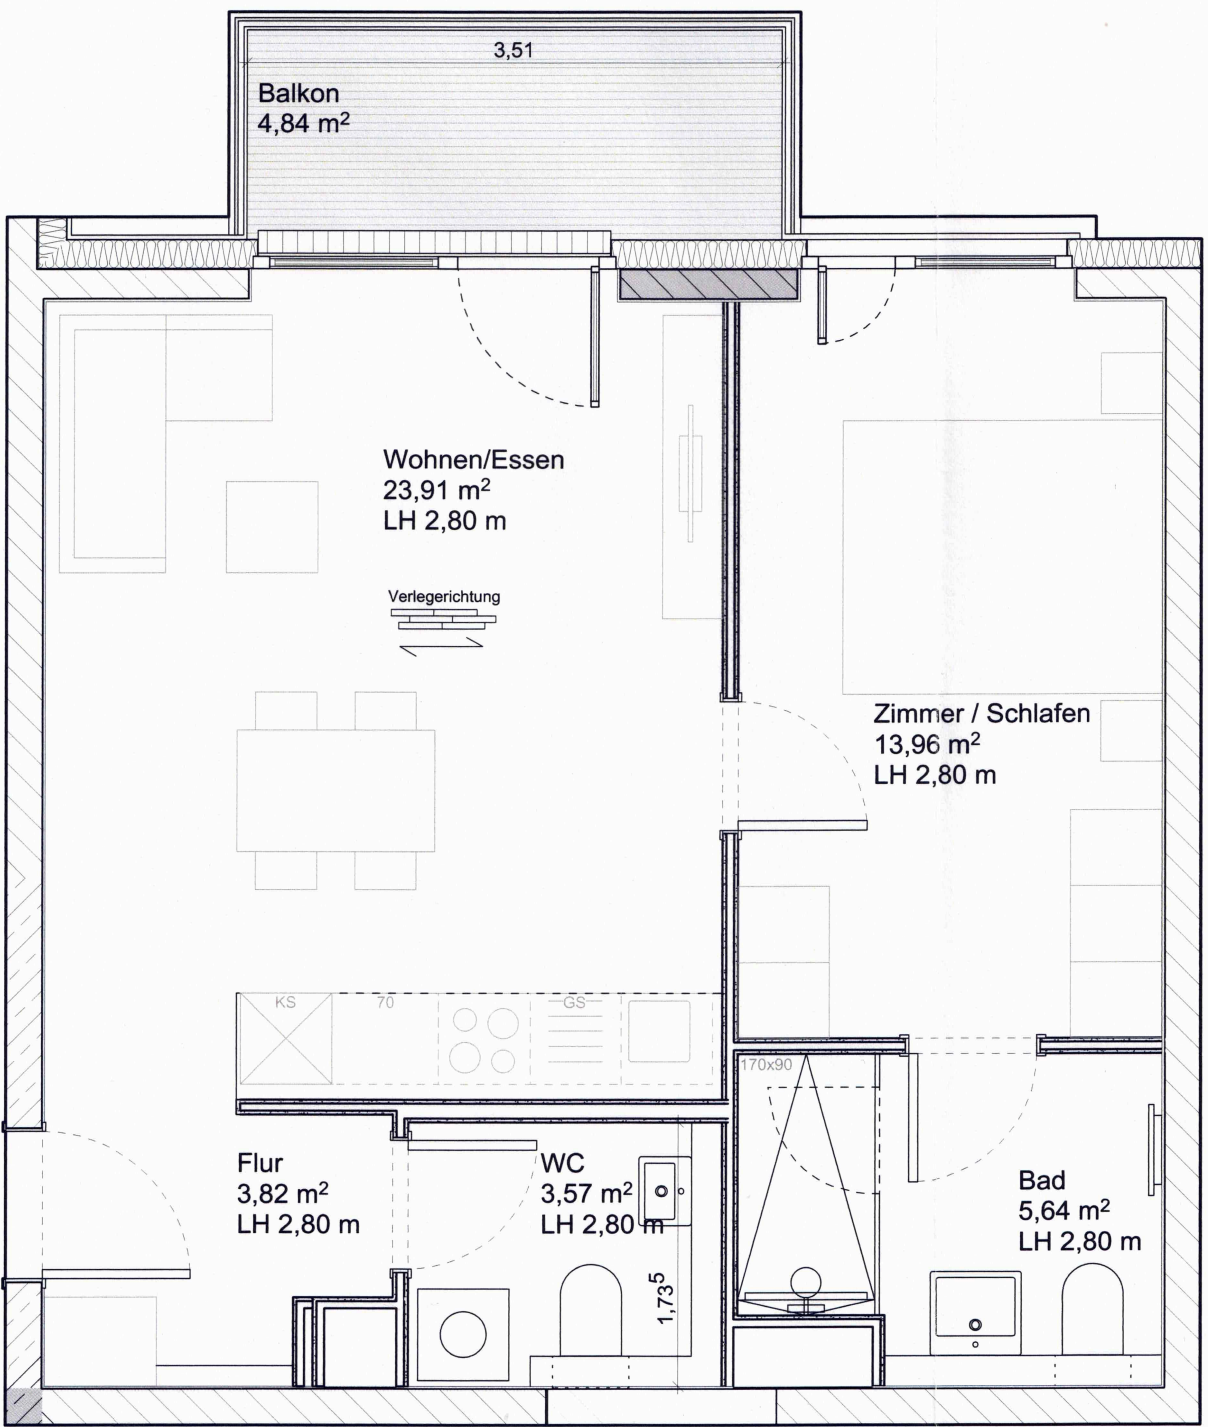 3,51
Balkon
4,84 m²
Wohnen/Essen
23,91 m²
LH 2,80 m
Verlegerichtung
Zimmer / Schlafen
13,96 m²
LH 2,80 m
KS
70
GS
170x90
Flur
3,82 m²
LH 2,80 m
WC
3,57 m²
LH 2,80 m
Bad
5,64 m²
LH 2,80 m
1,73⁵